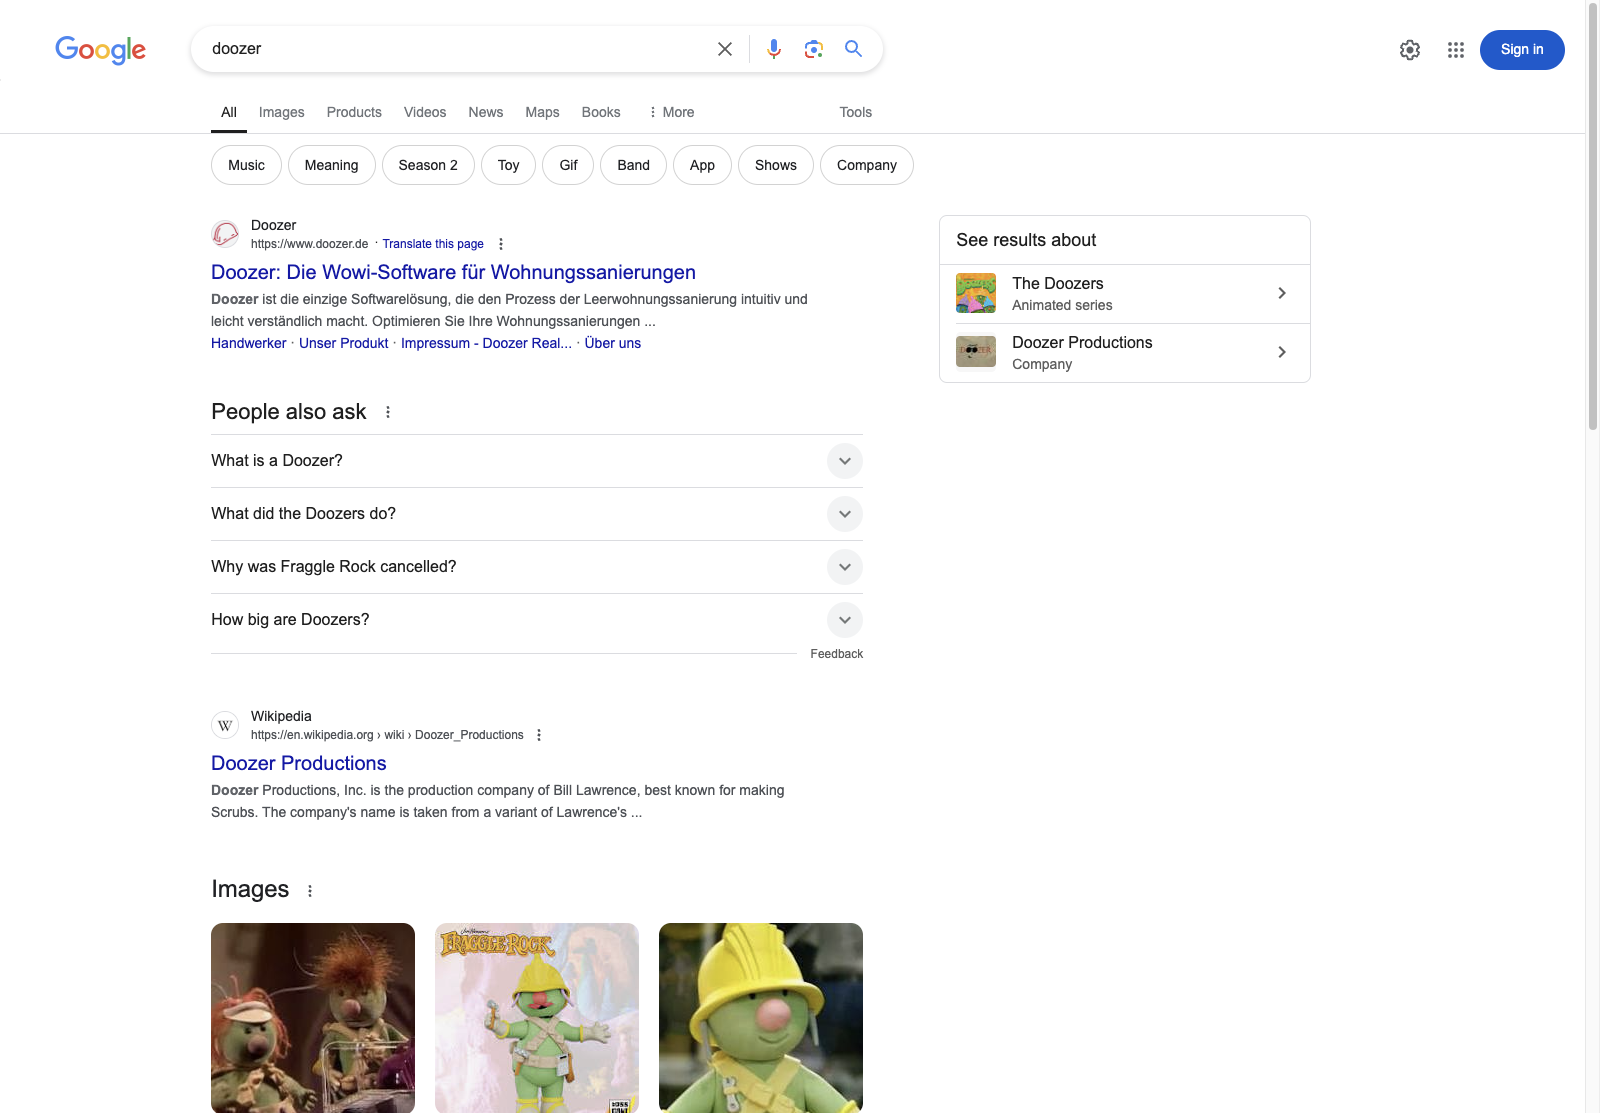 Google
doozer
Sign in
All
Images
Products
Videos
News
Maps
Books
More
Tools
Music
Meaning
Season 2
Toy
Gif
Band
App
Shows
Company
Doozer
https://www.doozer.de · Translate this page
Doozer: Die Wowi-Software für Wohnungssanierungen
Doozer ist die einzige Softwarelösung, die den Prozess der Leerwohnungssanierung intuitiv und
leicht verständlich macht. Optimieren Sie Ihre Wohnungssanierungen ...
Handwerker · Unser Produkt · Impressum - Doozer Real... · Über uns
See results about
The Doozers
Animated series
DOOZER
Doozer Productions
Company
People also ask
What is a Doozer?
What did the Doozers do?
Why was Fraggle Rock cancelled?
How big are Doozers?
Feedback
W
Wikipedia
https://en.wikipedia.org › wiki › Doozer_Productions
Doozer Productions
Doozer Productions, Inc. is the production company of Bill Lawrence, best known for making
Scrubs. The company's name is taken from a variant of Lawrence's ...
Images
FRAGGLE ROCK